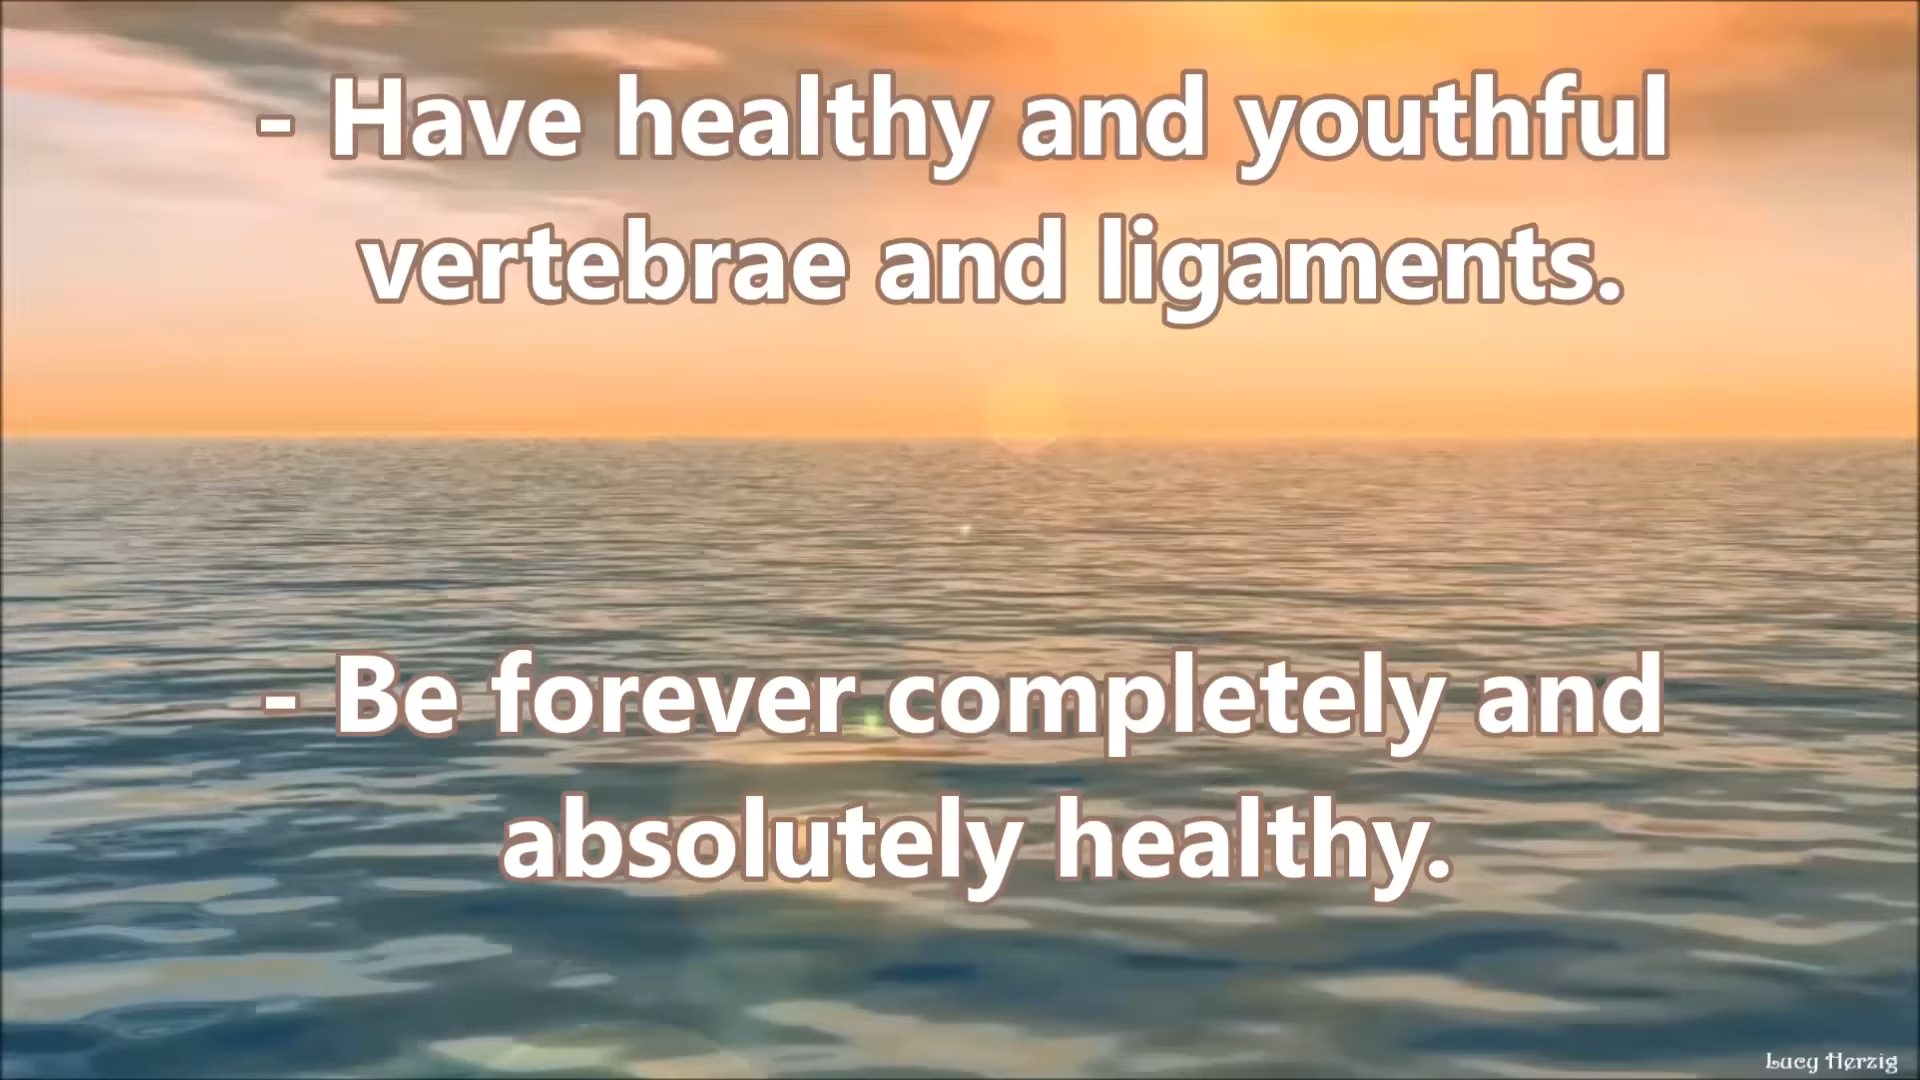 - Have healthy and youthful
vertebrae and ligaments.
- Be forever completely and
absolutely healthy.
Lucy Herzig